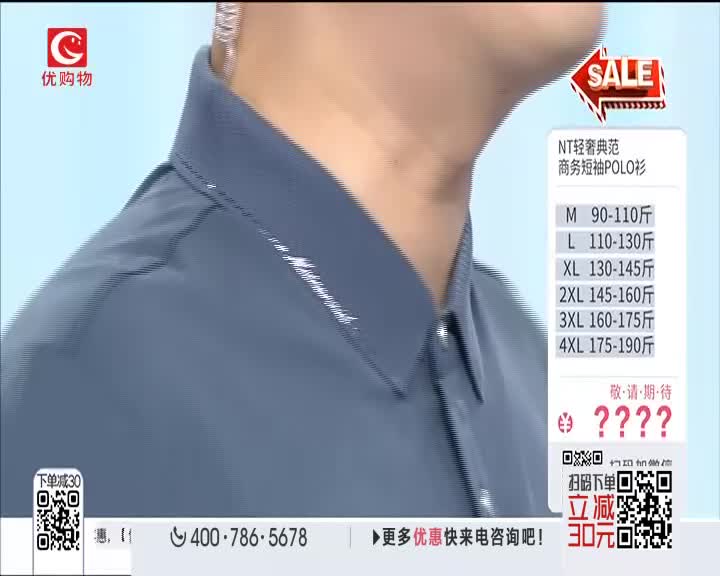 优购物
SALE
NT轻奢典范
商务短袖POLO衫
M 90-110斤
L 110-130斤
XL 130-145斤
2XL 145-160斤
3XL 160-175斤
4XL 175-190斤
敬·请·期·待
¥ ????
下单减30
扫码下单
立减
30元
惠,【
400·786·5678
更多优惠快来电咨询吧!